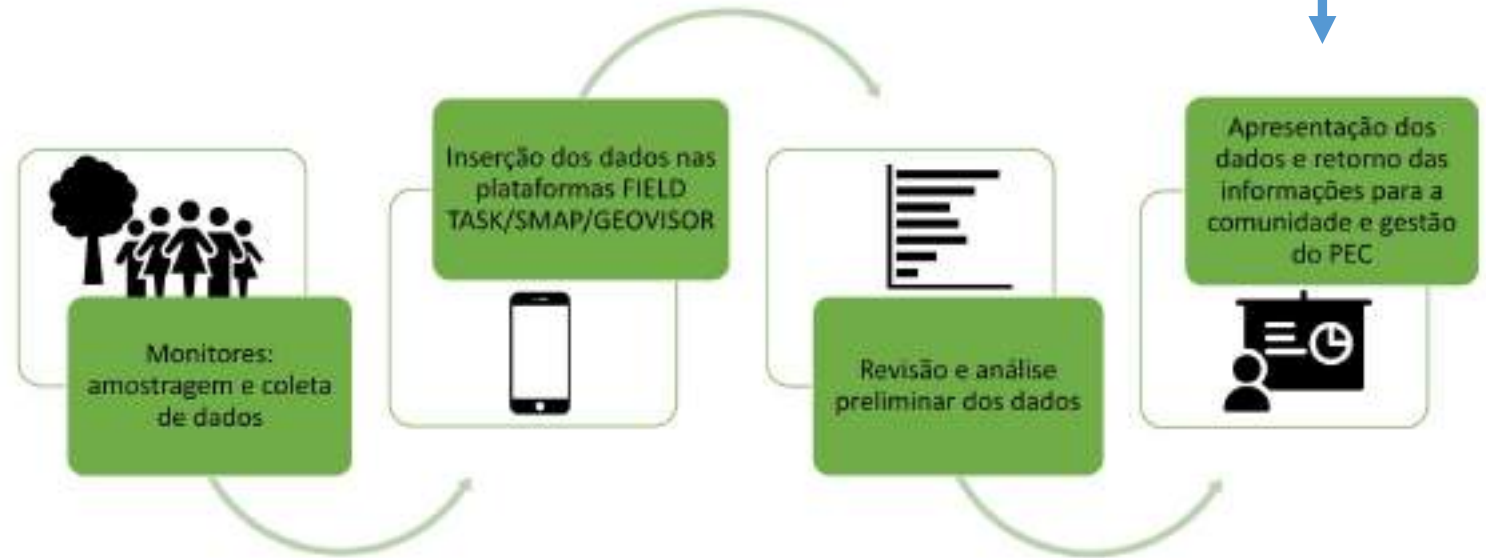 Monitores:
amostragem e coleta
de dados
Inserção dos dados nas
plataformas FIELD
TASK/SMAP/GEOVISOR
Revisão e análise
preliminar dos dados
Apresentação dos
dados e retorno das
informações para a
comunidade e gestão
do PEC